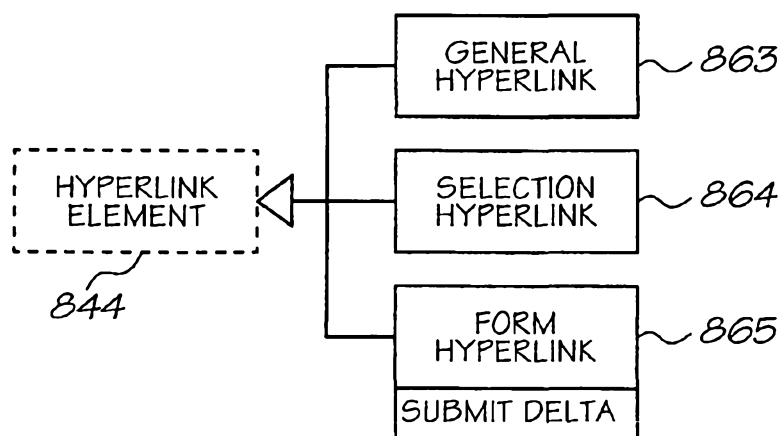 GENERAL
HYPERLINK
863
HYPERLINK
ELEMENT
844
SELECTION
HYPERLINK
864
FORM
HYPERLINK
865
SUBMIT DELTA